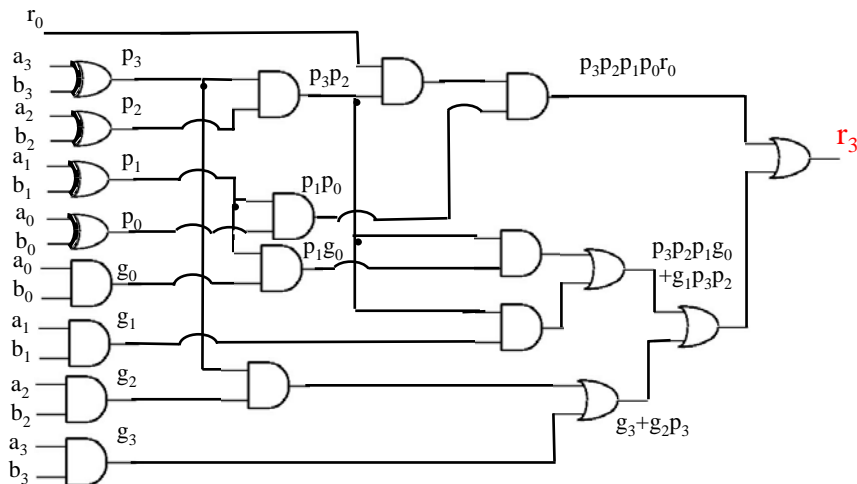 r₀
a₃ p₃
b₃
p₃p₂
p₃p₂p₁p₀r₀
a₂ p₂
b₂
a₁ p₁
b₁
r₃
p₁p₀
a₀ p₀
b₀
a₀ g₀
b₀
p₁g₀
p₃p₂p₁g₀
+g₁p₃p₂
a₁ g₁
b₁
a₂ g₂
b₂
g₃+g₂p₃
a₃ g₃
b₃